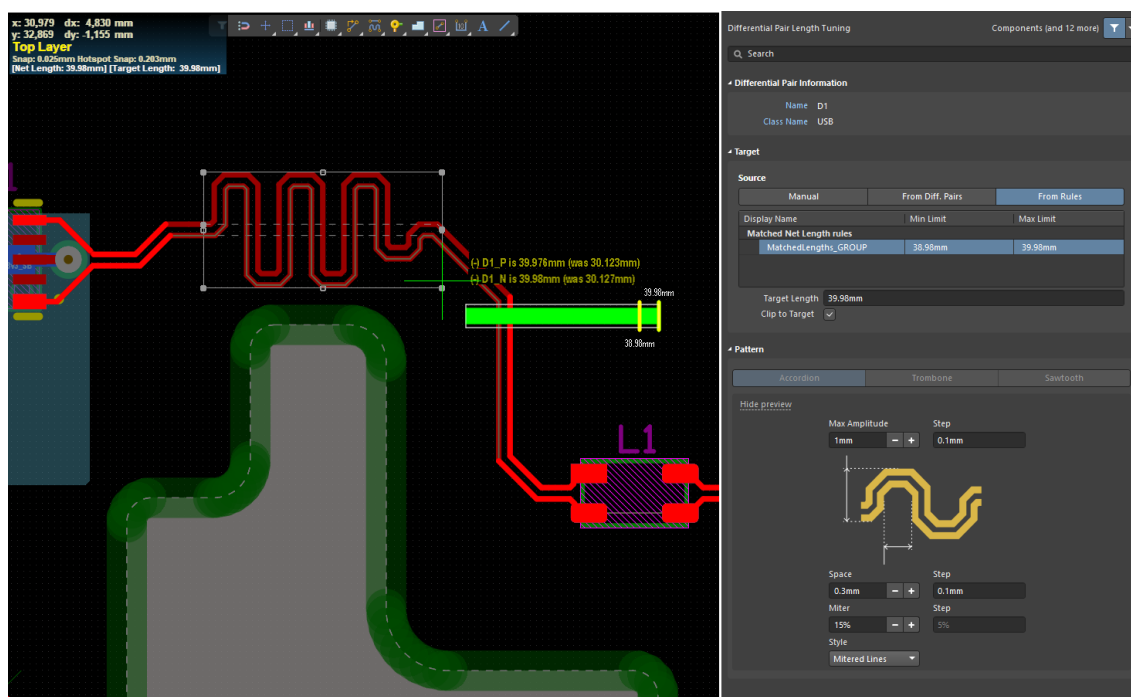 x: 30,979 dx: 4,830 mm
y: 32,869 dy: -1,155 mm
Top Layer
Snap: 0.025mm Hotspot Snap: 0.203mm
[Net Length: 39.98mm] [Target Length: 39.98mm]
(-) D1_P is 39.976mm (was 30.123mm)
(-) D1_N is 39.98mm (was 30.127mm)
39.98mm
38.98mm
L1
Differential Pair Length Tuning Components (and 12 more)
Search
Differential Pair Information
Name D1
Class Name USB
Target
Source
Manual From Diff. Pairs From Rules
Display Name Min Limit Max Limit
Matched Net Length rules
MatchedLengths_GROUP 38.98mm 39.98mm
Target Length 39.98mm
Clip to Target
Pattern
Accordion Trombone Sawtooth
Hide preview
Max Amplitude Step
1mm - + 0.1mm
Space Step
0.3mm - + 0.1mm
Miter Step
15% - + 5%
Style
Mitered Lines